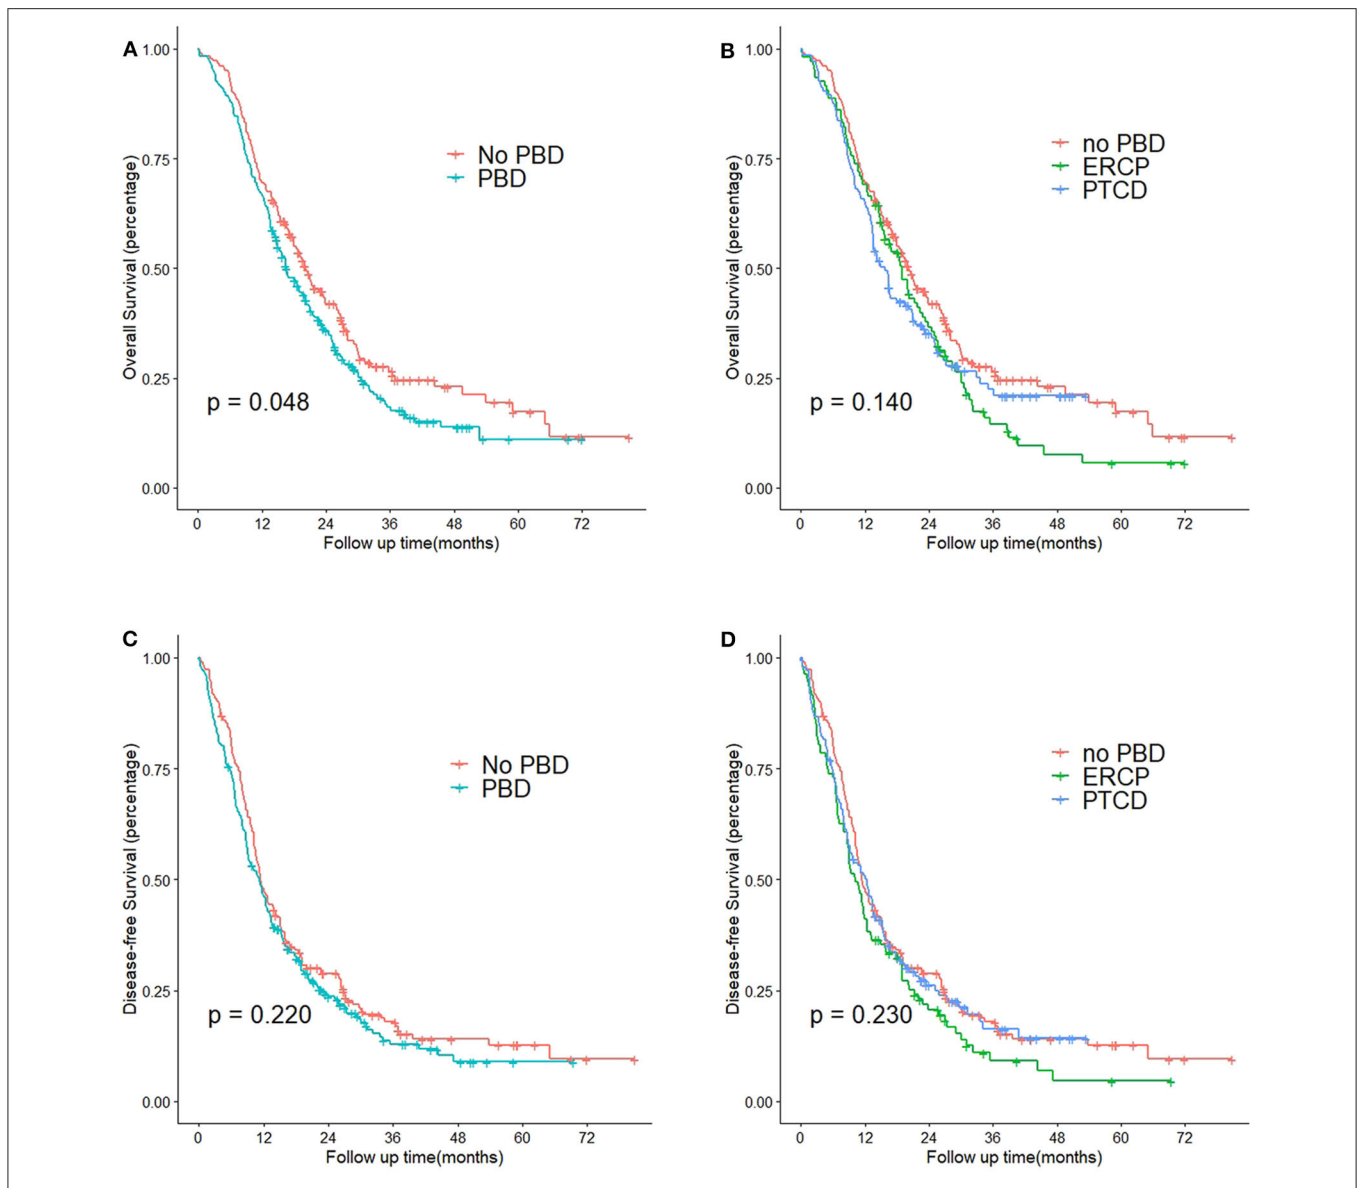 A
1.00
0.75
0.50
0.25
0.00
Overall Survival (percentage)
No PBD
PBD
p = 0.048
0 12 24 36 48 60 72
Follow up time(months)
B
1.00
0.75
0.50
0.25
0.00
Overall Survival (percentage)
no PBD
ERCP
PTCD
p = 0.140
0 12 24 36 48 60 72
Follow up time(months)
C
1.00
0.75
0.50
0.25
0.00
Disease-free Survival (percentage)
No PBD
PBD
p = 0.220
0 12 24 36 48 60 72
Follow up time(months)
D
1.00
0.75
0.50
0.25
0.00
Disease-free Survival (percentage)
no PBD
ERCP
PTCD
p = 0.230
0 12 24 36 48 60 72
Follow up time(months)